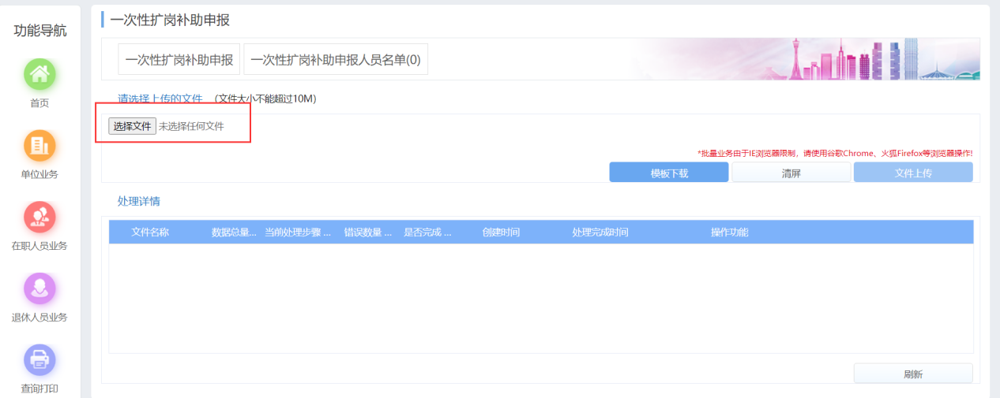 功能导航
首页
单位业务
在职人员业务
退休人员业务
查询打印
一次性扩岗补助申报
一次性扩岗补助申报 一次性扩岗补助申报人员名单(0)
请选择上传的文件 (文件大小不能超过10M)
选择文件 未选择任何文件
*批量业务由于IE浏览器限制，请使用谷歌Chrome、火狐Firefox等浏览器操作!
模板下载 清屏 文件上传
处理详情
文件名称 数据总量... 当前处理步骤 ... 错误数量 ... 是否完成 ... 创建时间 处理完成时间 操作功能
刷新